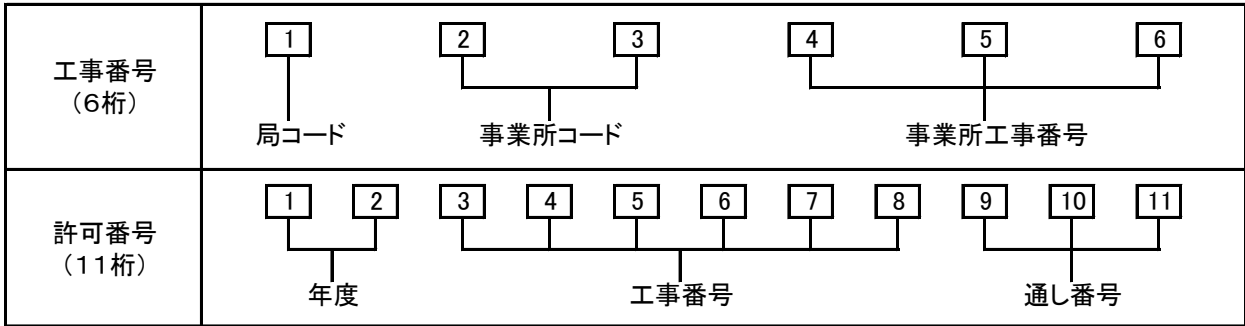 1 2 3 4 5 6
工事番号
(6桁)
局コード 事業所コード 事業所工事番号
1 2 3 4 5 6 7 8 9 10 11
許可番号
(11桁)
年度 工事番号 通し番号